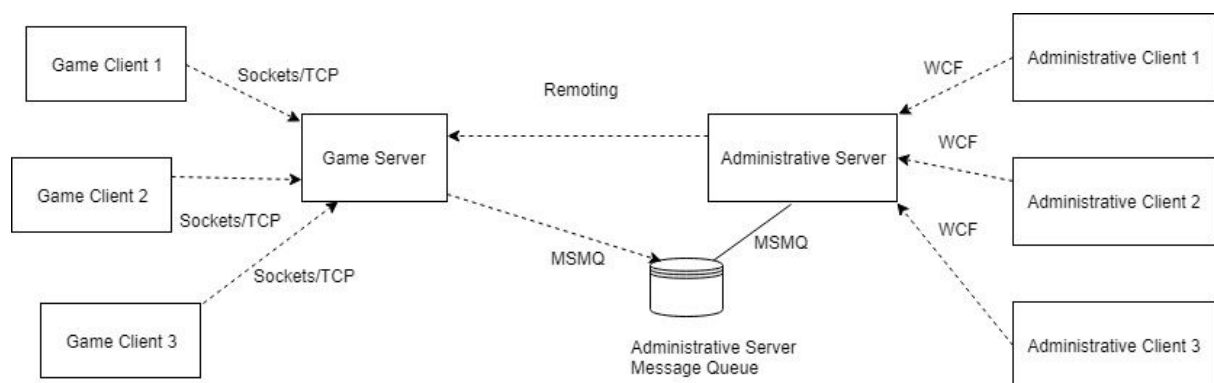 Game Client 1
Sockets/TCP
Game Client 2
Sockets/TCP
Game Client 3
Sockets/TCP
Game Server
Remoting
Administrative Server
MSMQ
MSMQ
Administrative Server
Message Queue
WCF
Administrative Client 1
WCF
Administrative Client 2
WCF
Administrative Client 3